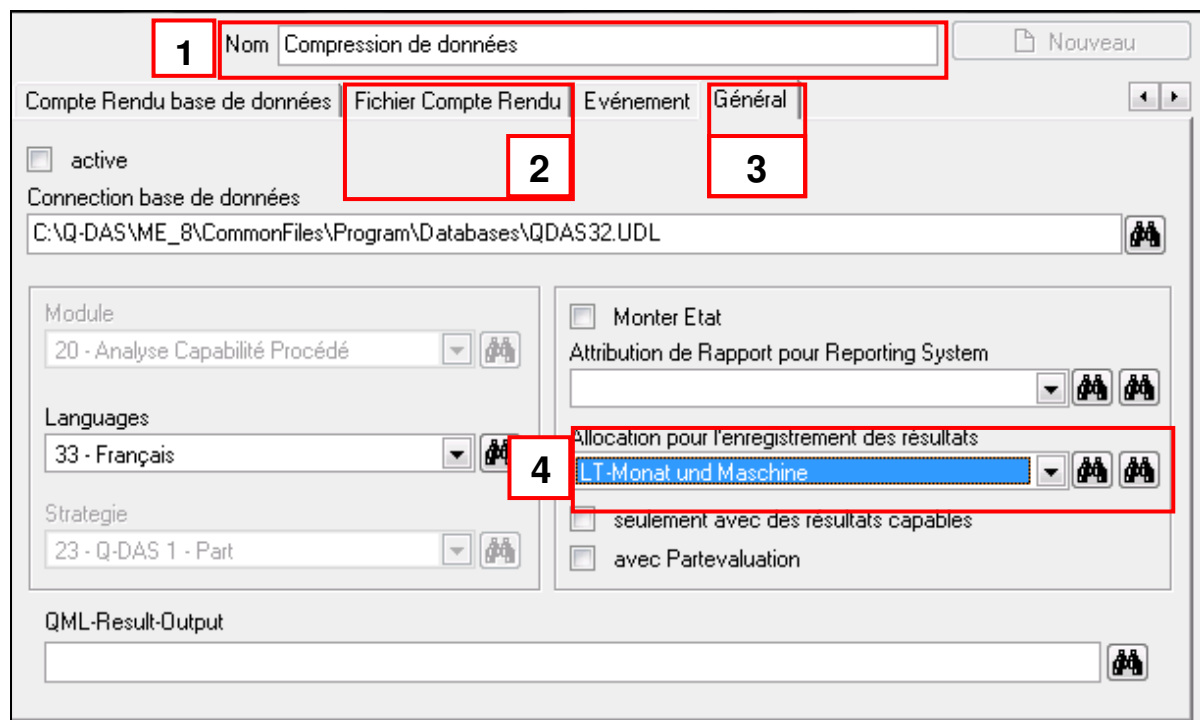 1 Nom Compression de données Nouveau
Compte Rendu base de données Fichier Compte Rendu Evénement Général
active 2 3
Connection base de données
C:\Q-DAS\ME_8\CommonFiles\Program\Databases\QDAS32.UDL
Module
20 - Analyse Capabilité Procédé
Languages
33 - Français
Strategie
23 - Q-DAS 1 - Part
Monter Etat
Attribution de Rapport pour Reporting System
Allocation pour l'enregistrement des résultats
4 LT-Monat und Maschine
seulement avec des résultats capables
avec Partevaluation
QML-Result-Output